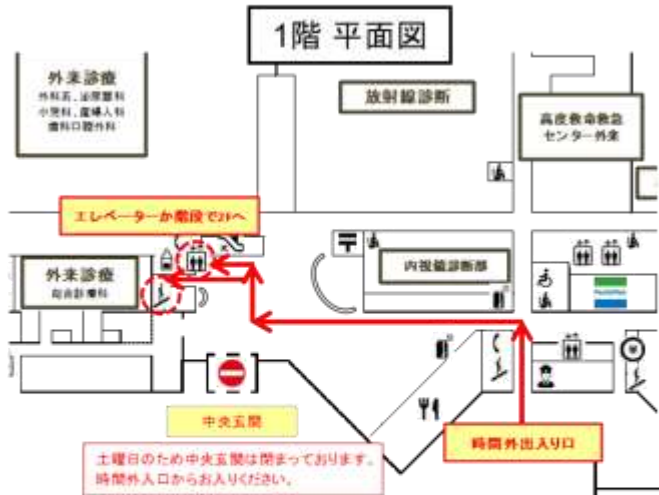 1階 平面図
外来診療
外科系、泌尿器科
小児科、産婦人科
歯科口腔外科
放射線診断
高度救命救急
センター外来
エレベーターか階段で2Fへ
外来診療
総合診療科
内視鏡診断部
中央玄関
時間外出入り口
土曜日のため中央玄関は閉まっております。
時間外入口からお入りください。